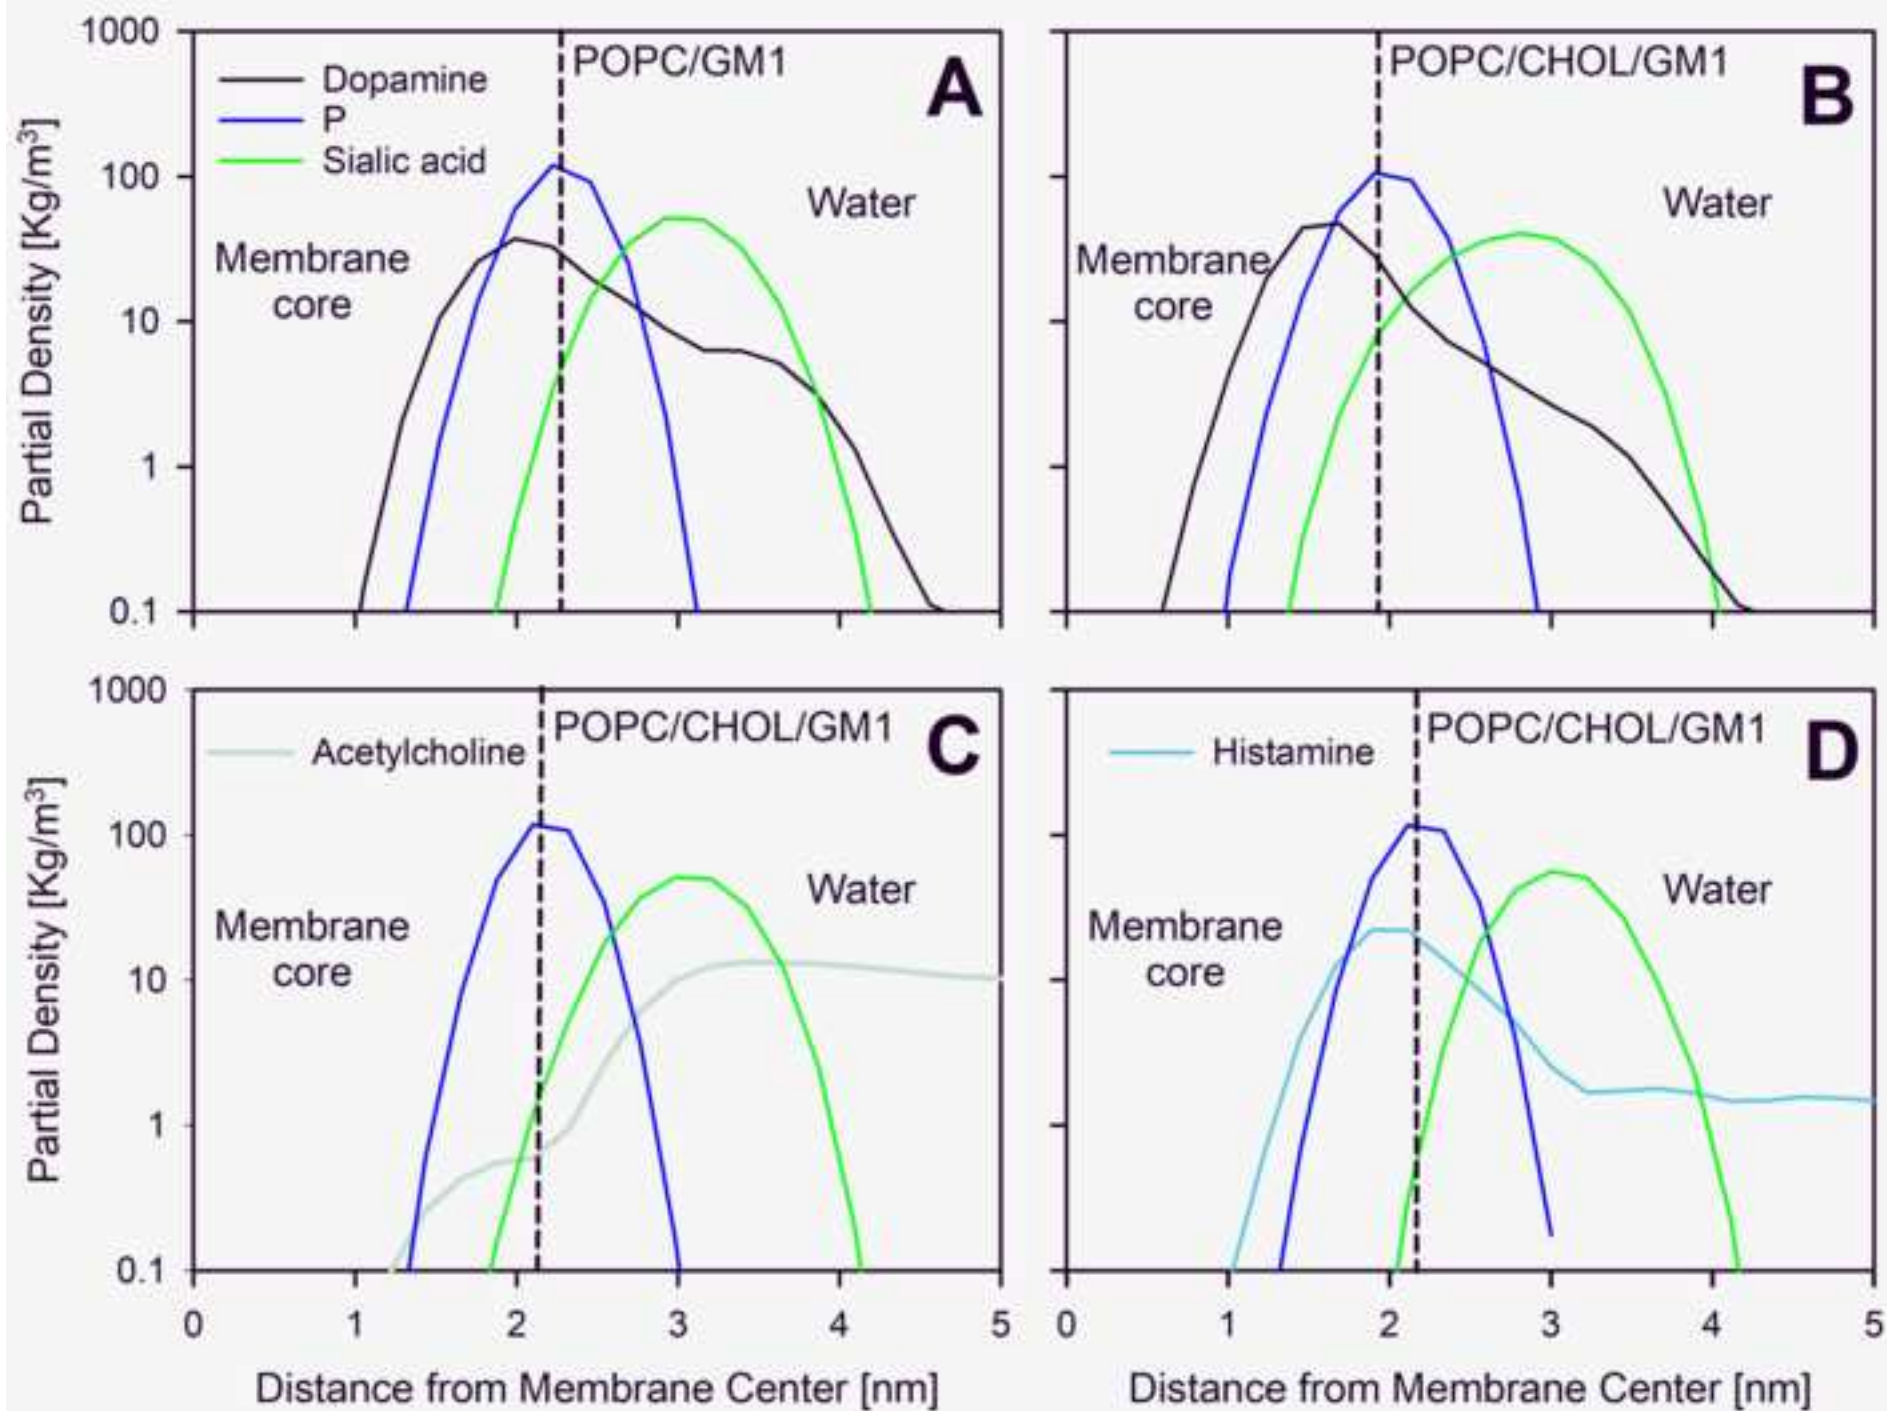 1000
100
10
1
0.1
Partial Density [Kg/m³]
Dopamine
P
Sialic acid
POPC/GM1
A
Membrane
core
Water
POPC/CHOL/GM1
B
Membrane
core
Water
1000
100
10
1
0.1
Partial Density [Kg/m³]
Acetylcholine
POPC/CHOL/GM1
C
Membrane
core
Water
0 1 2 3 4 5
Distance from Membrane Center [nm]
Histamine
POPC/CHOL/GM1
D
Membrane
core
Water
0 1 2 3 4 5
Distance from Membrane Center [nm]